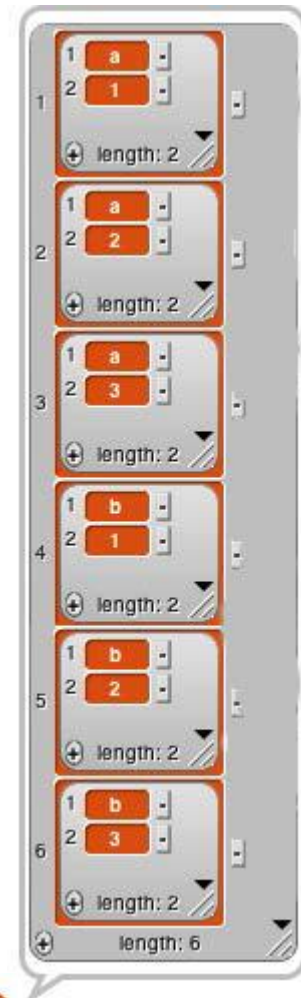 1 a -
2 1 -
1 -
+ length: 2
1 a -
2 2 -
2 -
+ length: 2
1 a -
2 3 -
3 -
+ length: 2
1 b -
2 1 -
4 -
+ length: 2
1 b -
2 2 -
5 -
+ length: 2
1 b -
2 3 -
6 -
+ length: 2
+ length: 6